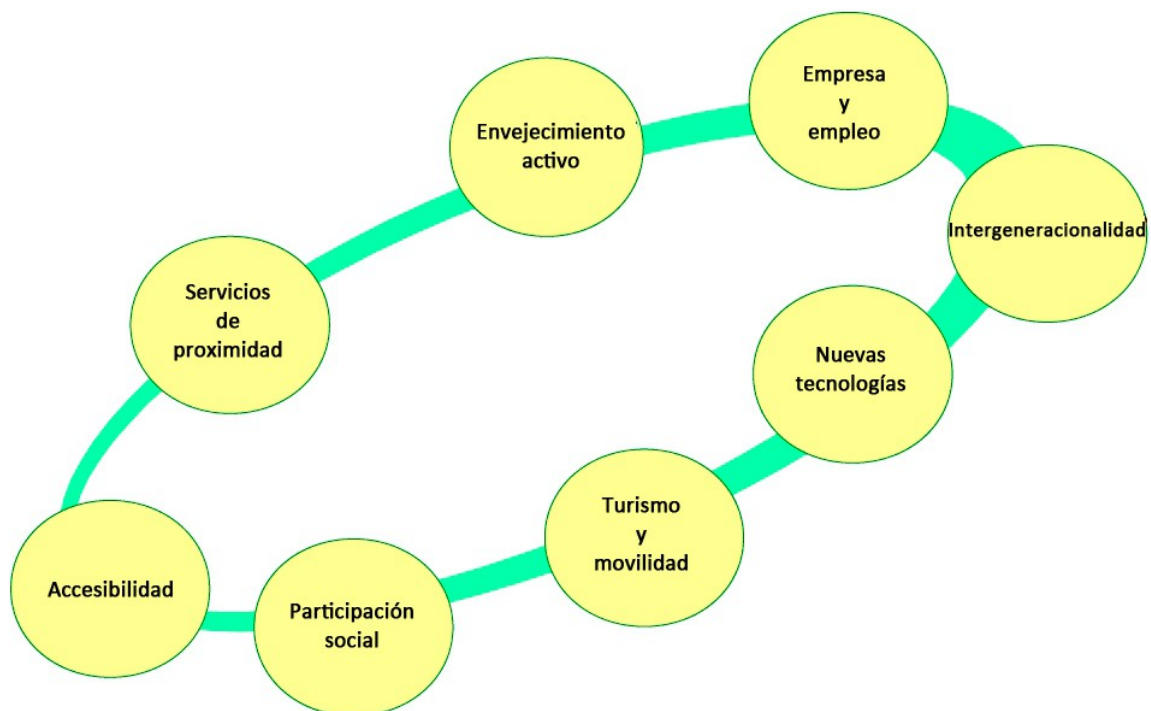 Empresa
y
empleo
Envejecimiento
activo
Intergeneracionalidad
Servicios
de
proximidad
Nuevas
tecnologías
Turismo
y
movilidad
Accesibilidad
Participación
social